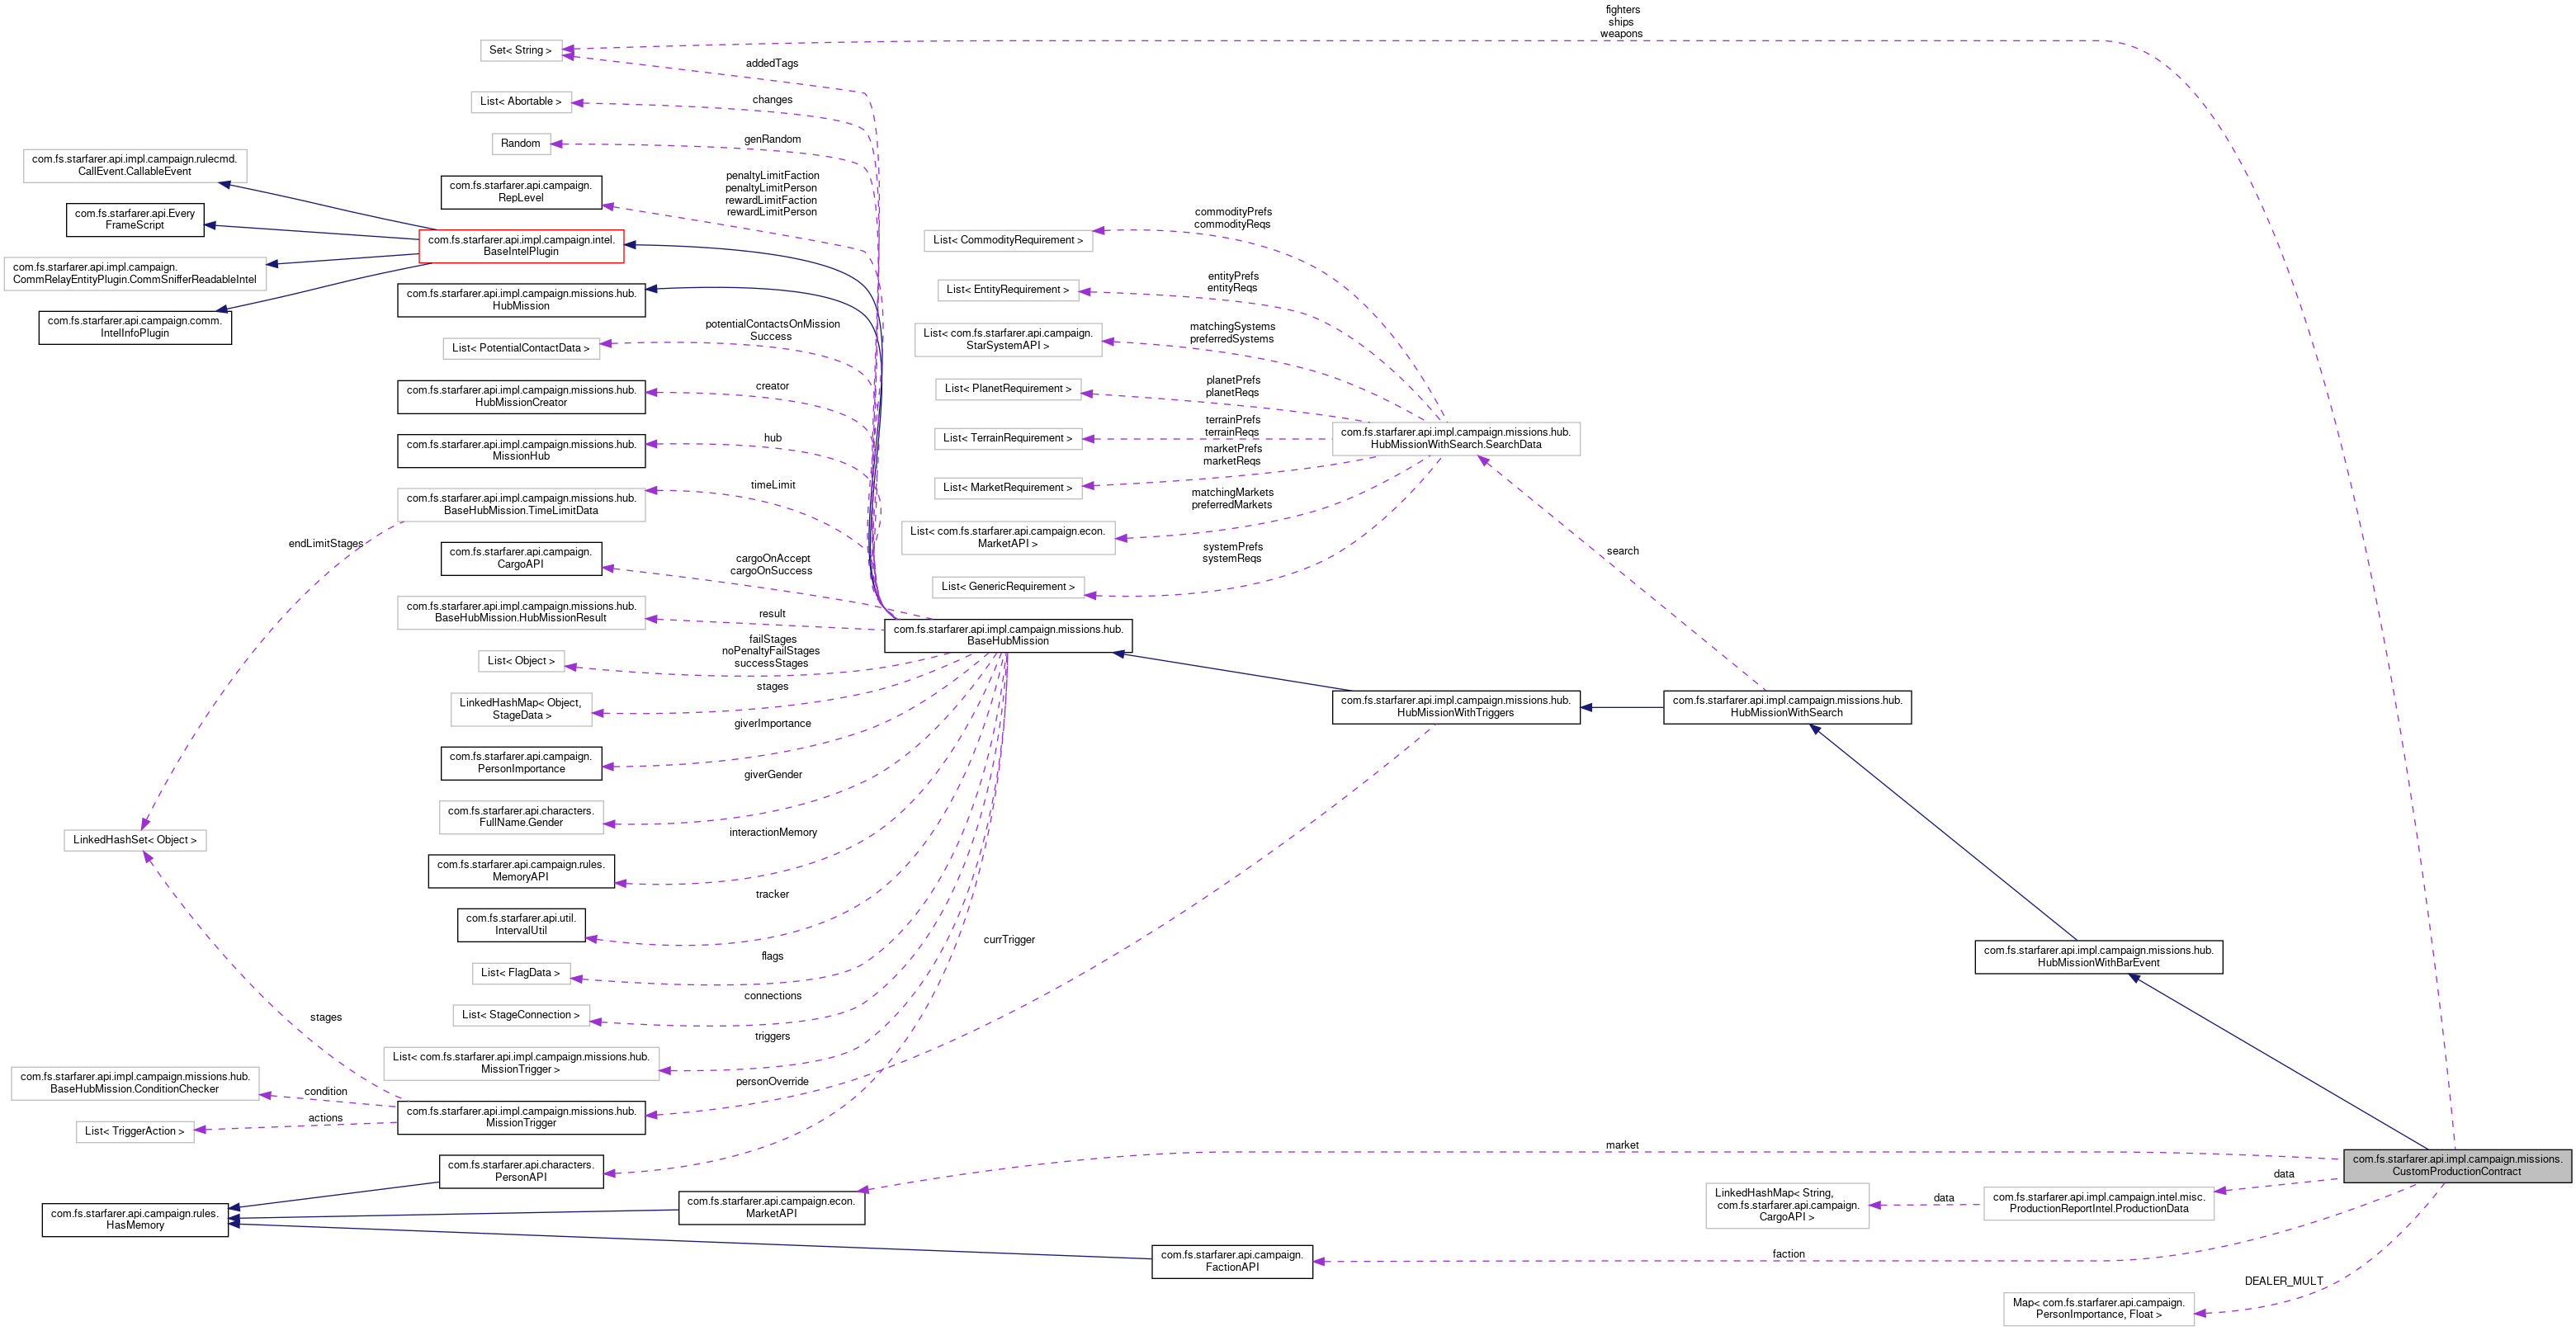 fighters
ships
weapons
Set< String >
addedTags
List< Abortable >
changes
Random
genRandom
com.fs.starfarer.api.impl.campaign.rulecmd.
CallEvent.CallableEvent
com.fs.starfarer.api.campaign.
RepLevel
penaltyLimitFaction
penaltyLimitPerson
rewardLimitFaction
rewardLimitPerson
com.fs.starfarer.api.Every
FrameScript
com.fs.starfarer.api.impl.campaign.intel.
BaseIntelPlugin
com.fs.starfarer.api.impl.campaign.
CommRelayEntityPlugin.CommSnifferReadableIntel
com.fs.starfarer.api.impl.campaign.missions.hub.
HubMission
com.fs.starfarer.api.campaign.comm.
IntelInfoPlugin
potentialContactsOnMission
Success
List< PotentialContactData >
com.fs.starfarer.api.impl.campaign.missions.hub.
HubMissionCreator
creator
com.fs.starfarer.api.impl.campaign.missions.hub.
MissionHub
hub
com.fs.starfarer.api.impl.campaign.missions.hub.
BaseHubMission.TimeLimitData
timeLimit
endLimitStages
com.fs.starfarer.api.campaign.
CargoAPI
cargoOnAccept
cargoOnSuccess
com.fs.starfarer.api.impl.campaign.missions.hub.
BaseHubMission.HubMissionResult
result
List< Object >
failStages
noPenaltyFailStages
successStages
LinkedHashMap< Object,
StageData >
stages
com.fs.starfarer.api.campaign.
PersonImportance
giverImportance
com.fs.starfarer.api.characters.
FullName.Gender
giverGender
LinkedHashSet< Object >
com.fs.starfarer.api.campaign.rules.
MemoryAPI
interactionMemory
com.fs.starfarer.api.util.
IntervalUtil
tracker
List< FlagData >
flags
List< StageConnection >
connections
stages
List< com.fs.starfarer.api.impl.campaign.missions.hub.
MissionTrigger >
triggers
com.fs.starfarer.api.impl.campaign.missions.hub.
BaseHubMission.ConditionChecker
condition
com.fs.starfarer.api.impl.campaign.missions.hub.
MissionTrigger
personOverride
List< TriggerAction >
actions
com.fs.starfarer.api.characters.
PersonAPI
com.fs.starfarer.api.campaign.rules.
HasMemory
com.fs.starfarer.api.campaign.econ.
MarketAPI
com.fs.starfarer.api.campaign.
FactionAPI
List< CommodityRequirement >
commodityPrefs
commodityReqs
List< EntityRequirement >
entityPrefs
entityReqs
List< com.fs.starfarer.api.campaign.
StarSystemAPI >
matchingSystems
preferredSystems
List< PlanetRequirement >
planetPrefs
planetReqs
List< TerrainRequirement >
terrainPrefs
terrainReqs
List< MarketRequirement >
marketPrefs
marketReqs
List< com.fs.starfarer.api.campaign.econ.
MarketAPI >
matchingMarkets
preferredMarkets
List< GenericRequirement >
systemPrefs
systemReqs
com.fs.starfarer.api.impl.campaign.missions.hub.
HubMissionWithSearch.SearchData
search
com.fs.starfarer.api.impl.campaign.missions.hub.
BaseHubMission
com.fs.starfarer.api.impl.campaign.missions.hub.
HubMissionWithTriggers
com.fs.starfarer.api.impl.campaign.missions.hub.
HubMissionWithSearch
currTrigger
com.fs.starfarer.api.impl.campaign.missions.hub.
HubMissionWithBarEvent
market
com.fs.starfarer.api.impl.campaign.missions.
CustomProductionContract
data
com.fs.starfarer.api.impl.campaign.intel.misc.
ProductionReportIntel.ProductionData
data
LinkedHashMap< String,
com.fs.starfarer.api.campaign.
CargoAPI >
faction
DEALER_MULT
Map< com.fs.starfarer.api.campaign.
PersonImportance, Float >